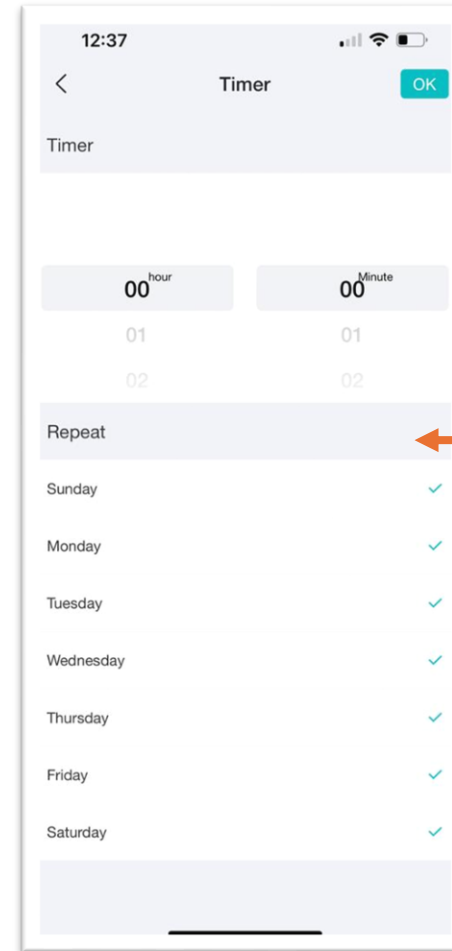 12:37
Timer OK
Timer
00 hour 00 Minute
01 01
02 02
Repeat
Sunday
Monday
Tuesday
Wednesday
Thursday
Friday
Saturday